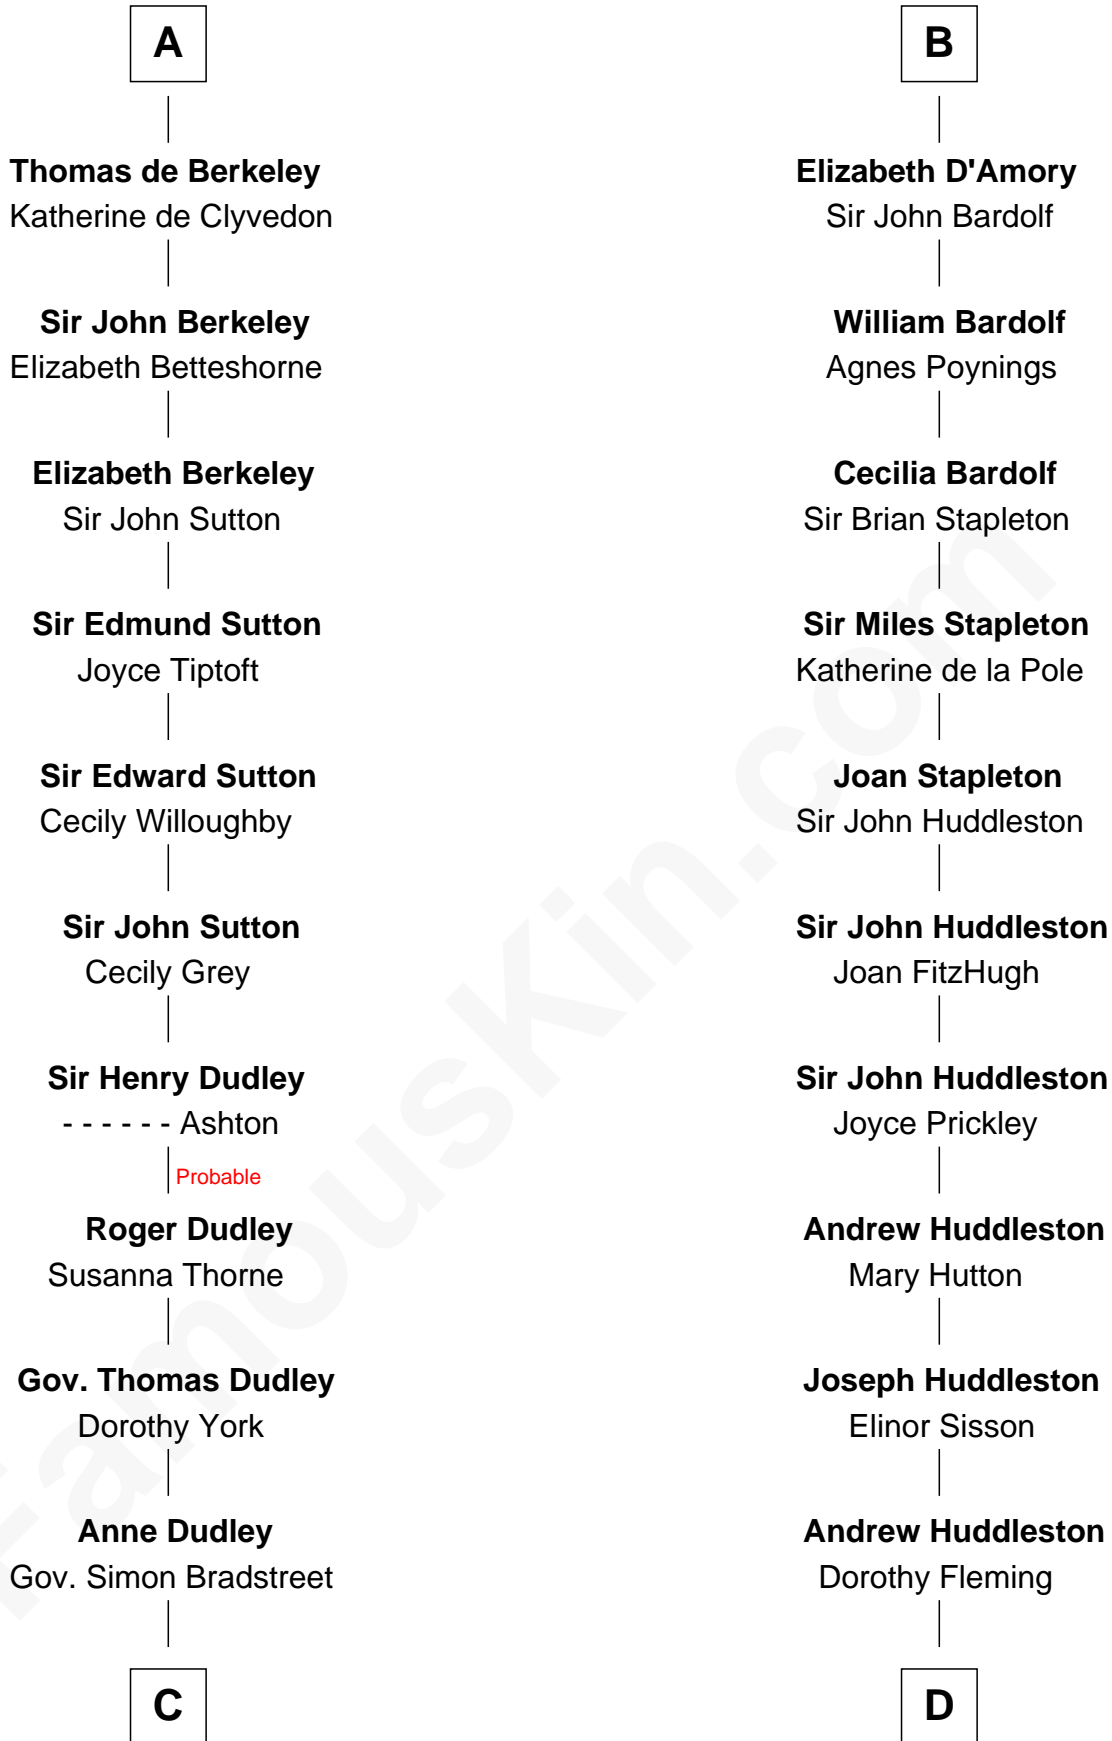 A
Thomas de Berkeley
Katherine de Clyvedon
Sir John Berkeley
Elizabeth Betteshorne
Elizabeth Berkeley
Sir John Sutton
Sir Edmund Sutton
Joyce Tiptoft
Sir Edward Sutton
Cecily Willoughby
Sir John Sutton
Cecily Grey
Sir Henry Dudley
- - - - - - Ashton
Probable
Roger Dudley
Susanna Thorne
Gov. Thomas Dudley
Dorothy York
Anne Dudley
Gov. Simon Bradstreet
C
B
Elizabeth D'Amory
Sir John Bardolf
William Bardolf
Agnes Poynings
Cecilia Bardolf
Sir Brian Stapleton
Sir Miles Stapleton
Katherine de la Pole
Joan Stapleton
Sir John Huddleston
Sir John Huddleston
Joan FitzHugh
Sir John Huddleston
Joyce Prickley
Andrew Huddleston
Mary Hutton
Joseph Huddleston
Elinor Sisson
Andrew Huddleston
Dorothy Fleming
D
FamousKin.com